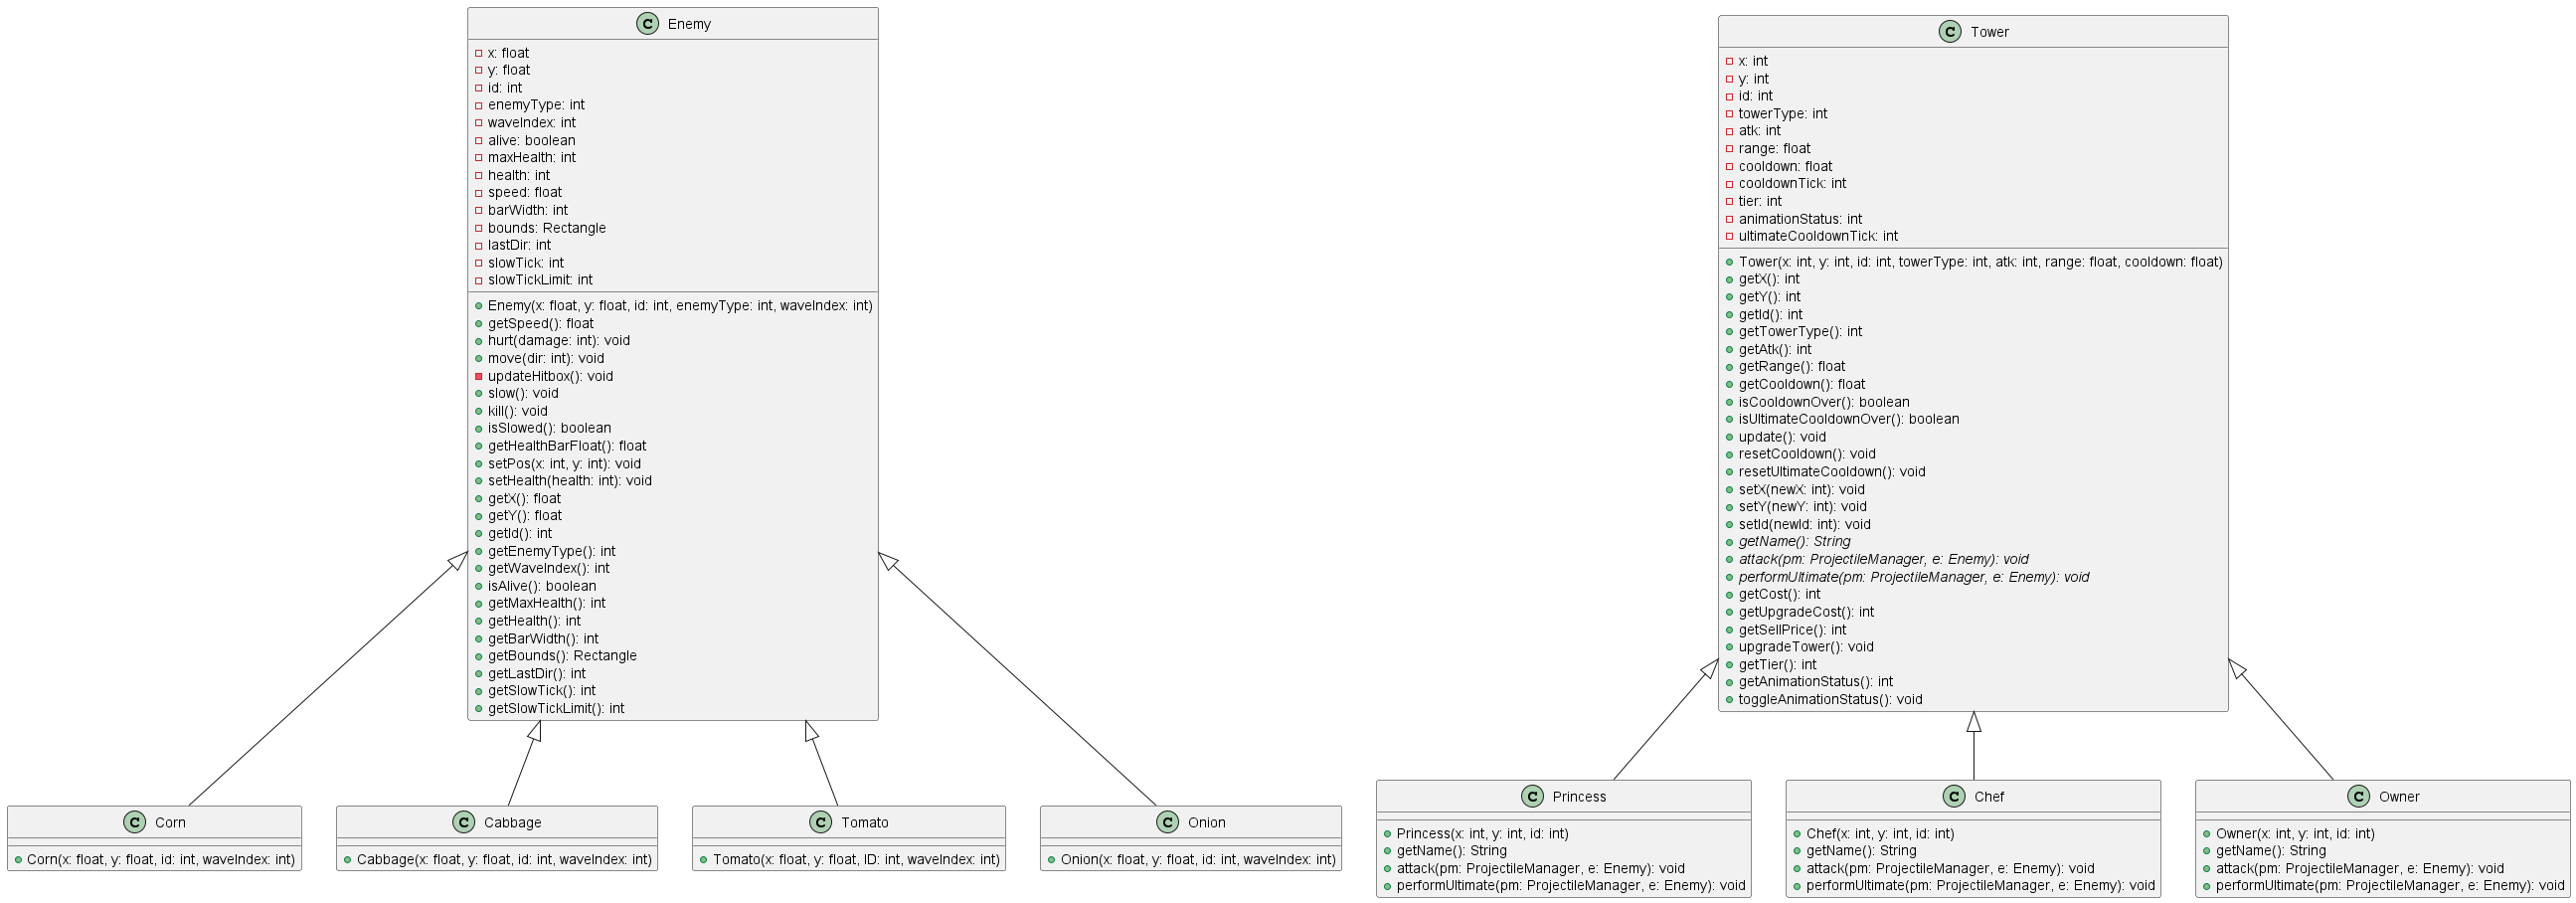 Enemy
x: float
y: float
id: int
enemyType: int
waveIndex: int
alive: boolean
maxHealth: int
health: int
speed: float
barWidth: int
bounds: Rectangle
lastDir: int
slowTick: int
slowTickLimit: int
Enemy(x: float, y: float, id: int, enemyType: int, waveIndex: int)
getSpeed(): float
hurt(damage: int): void
move(dir: int): void
updateHitbox(): void
slow(): void
kill(): void
isSlowed(): boolean
getHealthBarFloat(): float
setPos(x: int, y: int): void
setHealth(health: int): void
getX(): float
getY(): float
getId(): int
getEnemyType(): int
getWaveIndex(): int
isAlive(): boolean
getMaxHealth(): int
getHealth(): int
getBarWidth(): int
getBounds(): Rectangle
getLastDir(): int
getSlowTick(): int
getSlowTickLimit(): int
Tower
x: int
y: int
id: int
towerType: int
atk: int
range: float
cooldown: float
cooldownTick: int
tier: int
animationStatus: int
ultimateCooldownTick: int
Tower(x: int, y: int, id: int, towerType: int, atk: int, range: float, cooldown: float)
getX(): int
getY(): int
getId(): int
getTowerType(): int
getAtk(): int
getRange(): float
getCooldown(): float
isCooldownOver(): boolean
isUltimateCooldownOver(): boolean
update(): void
resetCooldown(): void
resetUltimateCooldown(): void
setX(newX: int): void
setY(newY: int): void
setId(newId: int): void
getName(): String
attack(pm: ProjectileManager, e: Enemy): void
performUltimate(pm: ProjectileManager, e: Enemy): void
getCost(): int
getUpgradeCost(): int
getSellPrice(): int
upgradeTower(): void
getTier(): int
getAnimationStatus(): int
toggleAnimationStatus(): void
Corn
Corn(x: float, y: float, id: int, waveIndex: int)
Cabbage
Cabbage(x: float, y: float, id: int, waveIndex: int)
Tomato
Tomato(x: float, y: float, ID: int, waveIndex: int)
Onion
Onion(x: float, y: float, id: int, waveIndex: int)
Princess
Princess(x: int, y: int, id: int)
getName(): String
attack(pm: ProjectileManager, e: Enemy): void
performUltimate(pm: ProjectileManager, e: Enemy): void
Chef
Chef(x: int, y: int, id: int)
getName(): String
attack(pm: ProjectileManager, e: Enemy): void
performUltimate(pm: ProjectileManager, e: Enemy): void
Owner
Owner(x: int, y: int, id: int)
getName(): String
attack(pm: ProjectileManager, e: Enemy): void
performUltimate(pm: ProjectileManager, e: Enemy): void